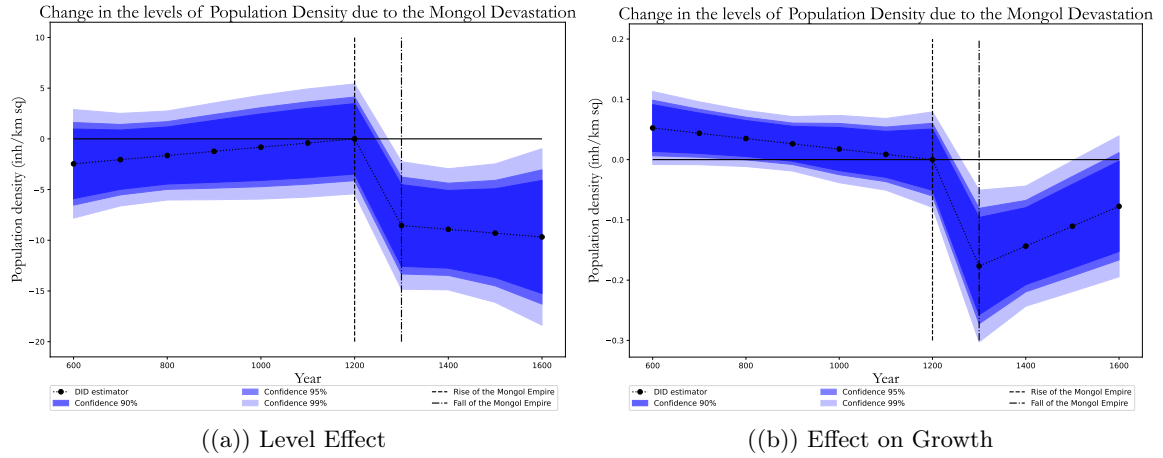 Change in the levels of Population Density due to the Mongol Devastation
10
5
0
−5
−10
−15
−20
Population density (inh/km sq)
600
800
1000
1200
1400
1600
Year
DID estimator
Confidence 90%
Confidence 95%
Confidence 99%
Rise of the Mongol Empire
Fall of the Mongol Empire
((a)) Level Effect
Change in the levels of Population Density due to the Mongol Devastation
0.2
0.1
0.0
−0.1
−0.2
−0.3
Population density (inh/km sq)
600
800
1000
1200
1400
1600
Year
DID estimator
Confidence 90%
Confidence 95%
Confidence 99%
Rise of the Mongol Empire
Fall of the Mongol Empire
((b)) Effect on Growth